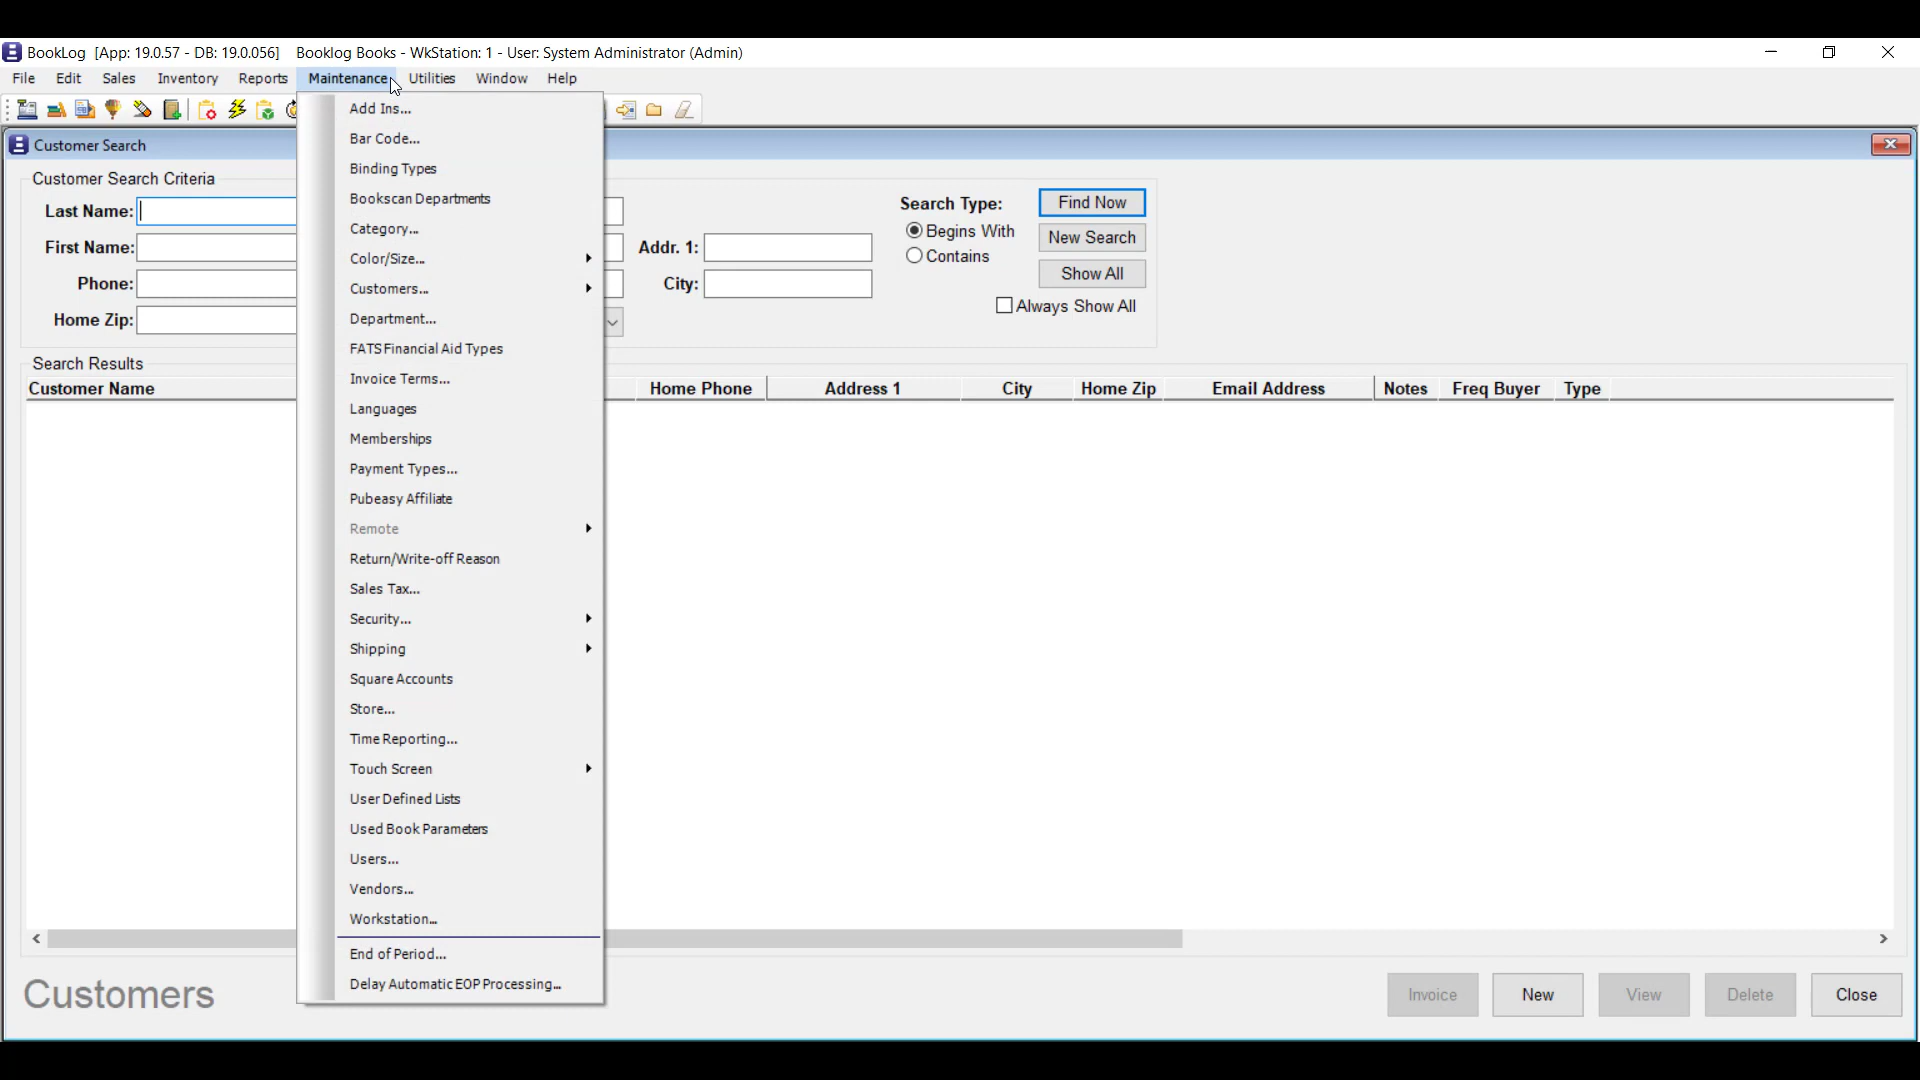 BookLog [App: 19.0.57 - DB: 19.0.056] Booklog Books - WkStation: 1 - User: System Administrator (Admin)
File Edit Sales Inventory Reports Maintenance Utilities Window Help
Customer Search
Customer Search Criteria
Last Name:
First Name:
Phone:
Home Zip:
Addr. 1:
City:
Search Type:
Begins With
Contains
Find Now
New Search
Show All
Always Show All
Search Results
Customer Name Home Phone Address 1 City Home Zip Email Address Notes Freq Buyer Type
Add Ins...
Bar Code...
Binding Types
Bookscan Departments
Category...
Color/Size...
Customers...
Department...
FATS Financial Aid Types
Invoice Terms...
Languages
Memberships
Payment Types...
Pubeasy Affiliate
Remote
Return/Write-off Reason
Sales Tax...
Security...
Shipping
Square Accounts
Store...
Time Reporting...
Touch Screen
User Defined Lists
Used Book Parameters
Users...
Vendors...
Workstation...
End of Period...
Delay Automatic EOP Processing...
Customers
Invoice New View Delete Close